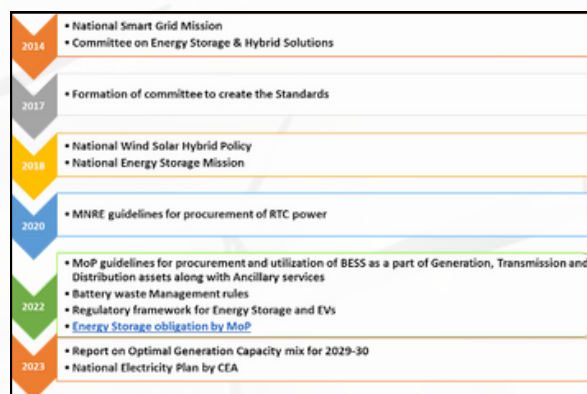 2014
• National Smart Grid Mission
• Committee on Energy Storage & Hybrid Solutions
2017
• Formation of committee to create the Standards
2018
• National Wind Solar Hybrid Policy
• National Energy Storage Mission
2020
• MNRE guidelines for procurement of RTC power
2022
• MoP guidelines for procurement and utilization of BESS as a part of Generation, Transmission and
Distribution assets along with Ancillary services
• Battery waste Management rules
• Regulatory framework for Energy Storage and EVs
• Energy Storage obligation by MoP
2023
• Report on Optimal Generation Capacity mix for 2029-30
• National Electricity Plan by CEA